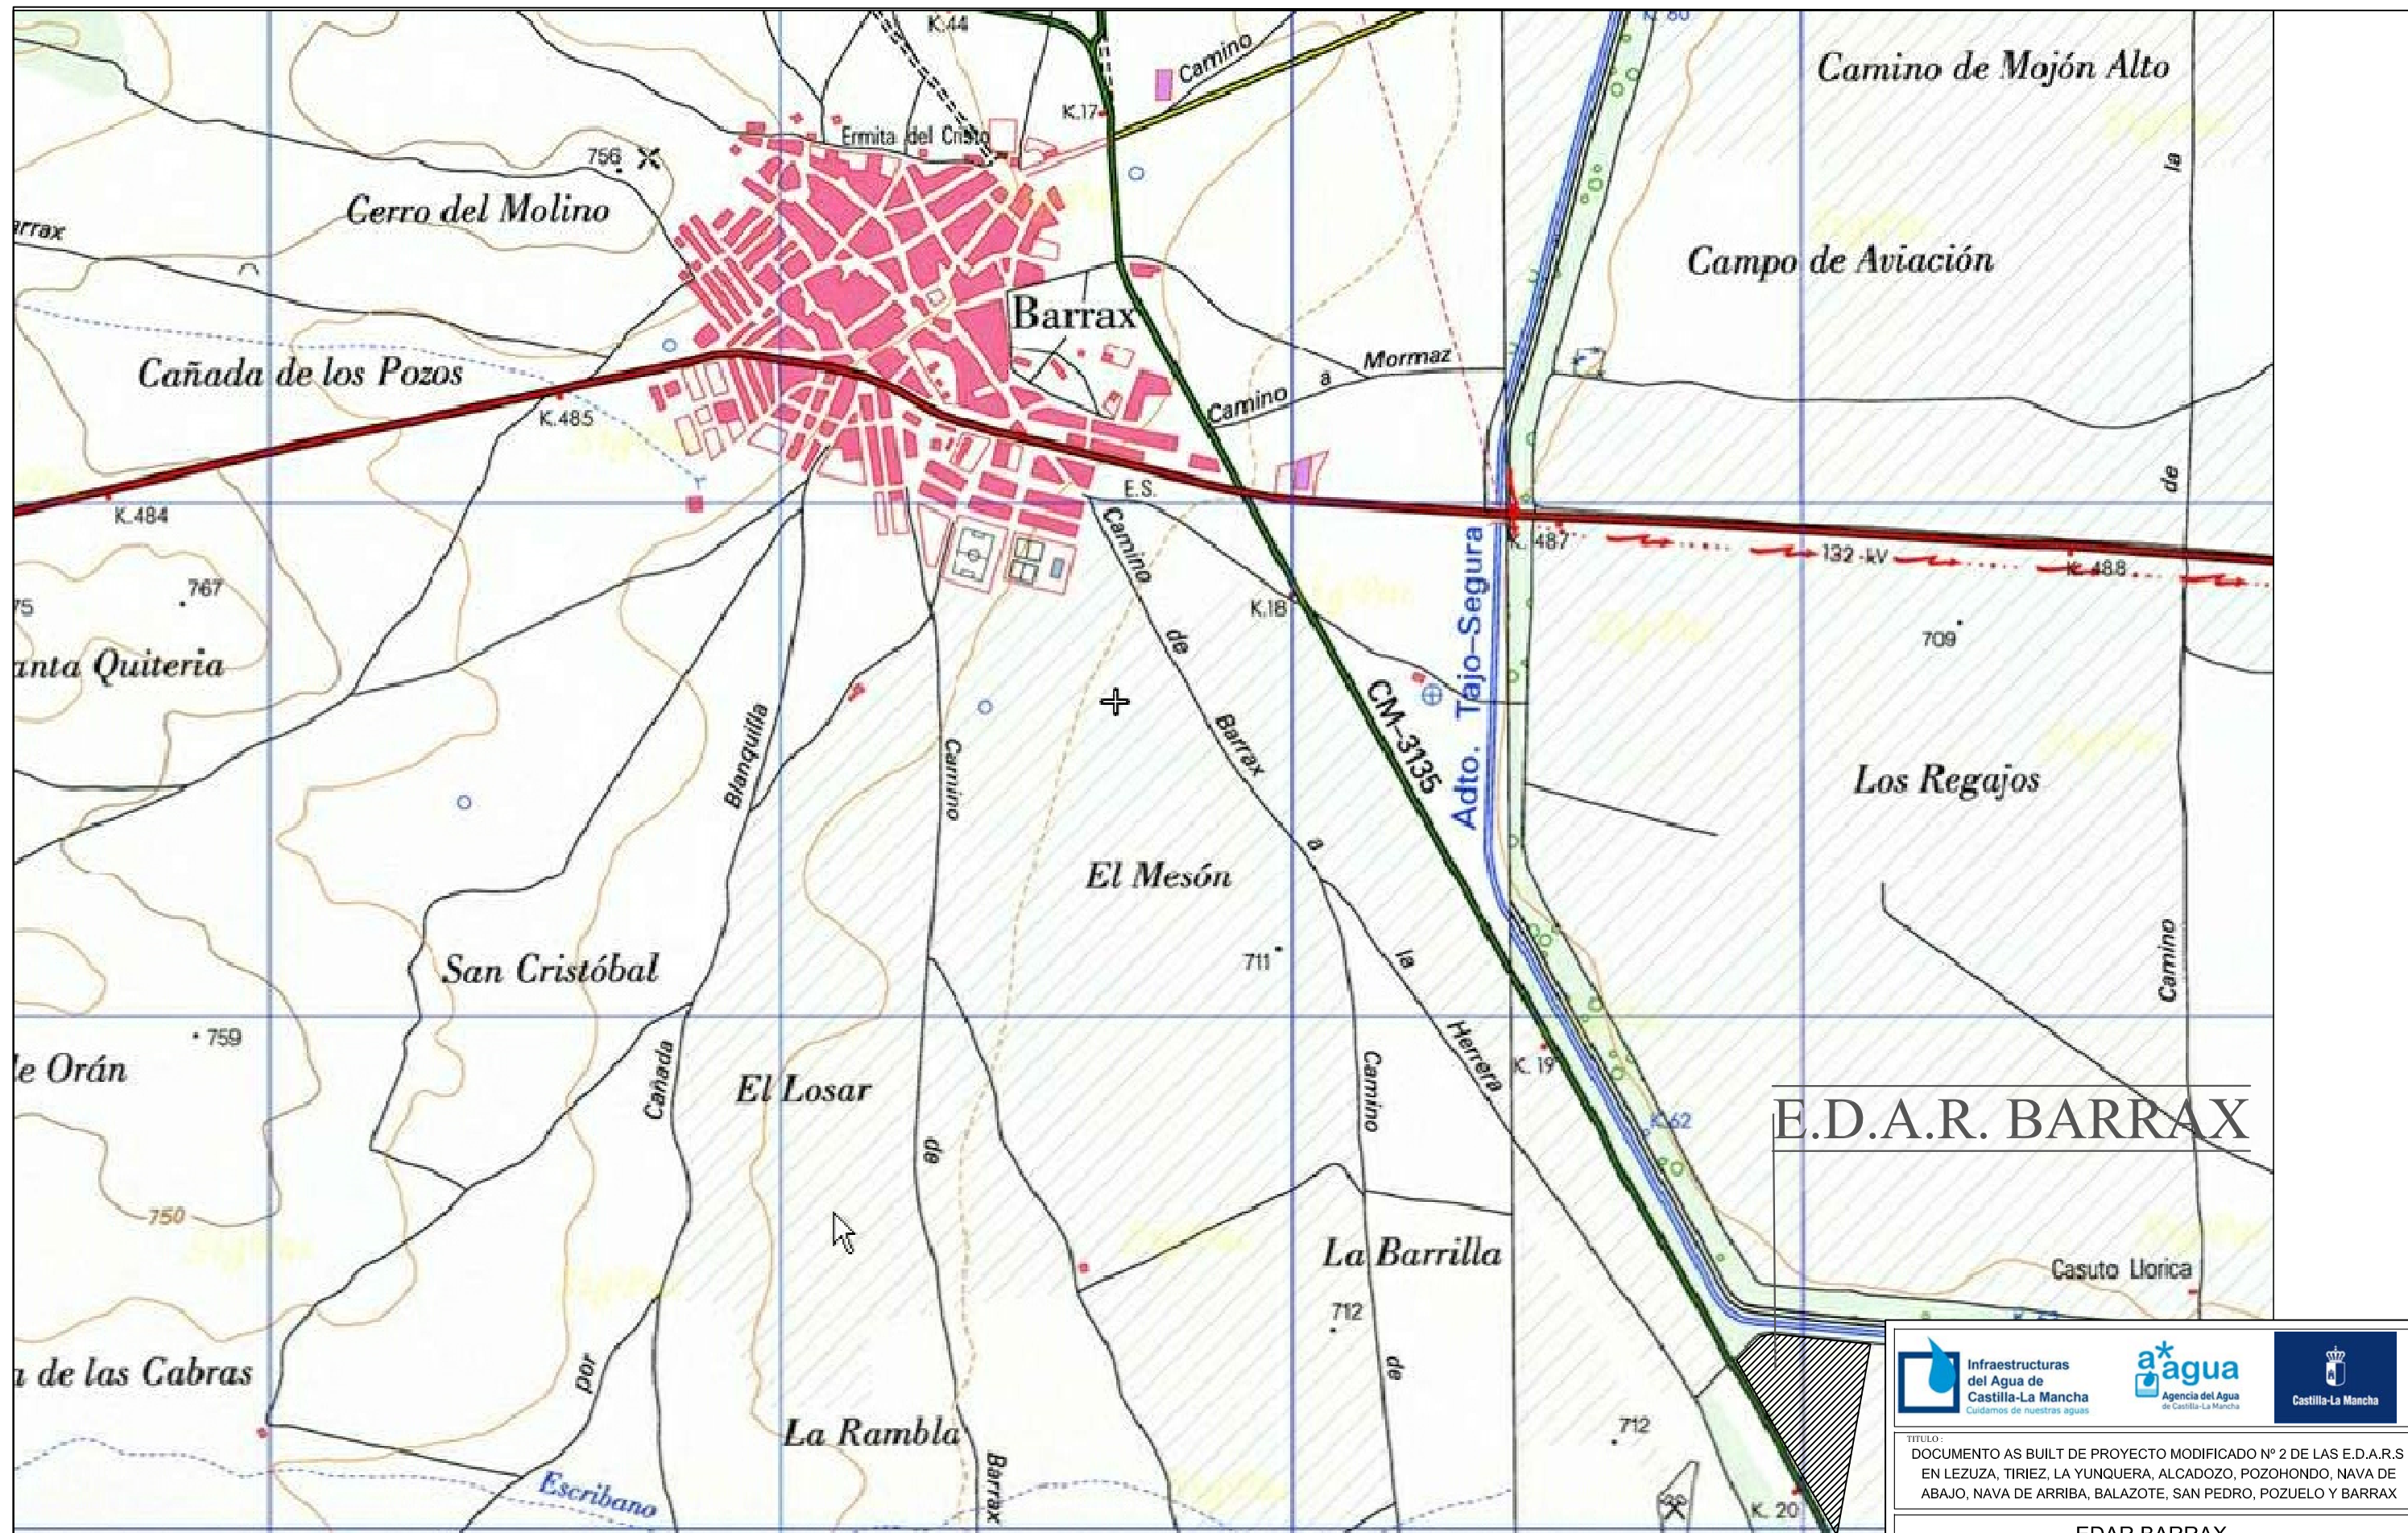 K.44
K. 60
Camino
Camino de Mojón Alto
K.17
Ermita del Cristo
756
la
Cerro del Molino
arrax
Campo de Aviación
Barrax
Mormaz
Cañada de los Pozos
a
Camino
K.485
de
E.S.
K.484
K. 487
132 kV
K. 488
Camino
767
75
K.18
709
de
anta Quiteria
Adto. Tajo-Segura
CM-3135
Blanquilla
Camino
Barrax
Los Regajos
a
El Mesón
711
la
San Cristóbal
Camino
759
Herrera
le Orán
Cañada
El Losar
Camino
K. 19
K.62
E.D.A.R. BARRAX
de
750
La Barrilla
Casuto Llorica
712
K. 63
a de las Cabras
por
de
La Rambla
712
Barrax
Escribano
K. 20
Infraestructuras
del Agua de
Castilla-La Mancha
Cuidamos de nuestras aguas
a*agua
Agencia del Agua
de Castilla-La Mancha
Castilla-La Mancha
TITULO :
DOCUMENTO AS BUILT DE PROYECTO MODIFICADO Nº 2 DE LAS E.D.A.R.S
EN LEZUZA, TIRIEZ, LA YUNQUERA, ALCADOZO, POZOHONDO, NAVA DE
ABAJO, NAVA DE ARRIBA, BALAZOTE, SAN PEDRO, POZUELO Y BARRAX
EDAR BARRAX